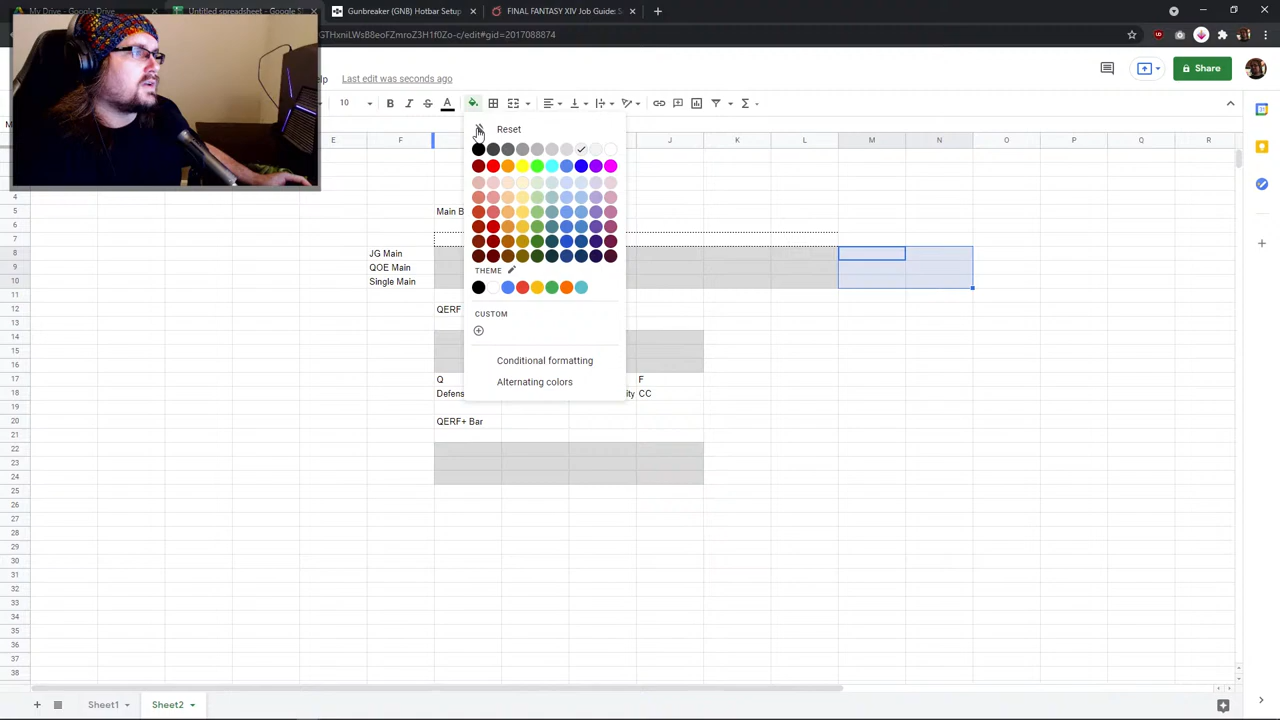 My Drive - Google Drive
Untitled spreadsheet - Google S
Gunbreaker (GNB) Hotbar Setup
FINAL FANTASY XIV Job Guide: S
GTHxniLWs88eoFZmroZ3H1f0Zo-c/edit#gid=2017088874
lp
Last edit was seconds ago
Share
10
B
I
S
A
E
F
J
K
L
M
N
O
P
Q
R
Reset
4
5
Main B
6
7
8
JG Main
9
QOE Main
10
Single Main
11
12
QERF
13
14
15
16
17
Q
F
18
Defens
ity
CC
19
20
QERF+ Bar
21
22
23
24
25
26
27
28
29
30
31
32
33
34
35
36
37
38
THEME
CUSTOM
Conditional formatting
Alternating colors
Sheet1
Sheet2